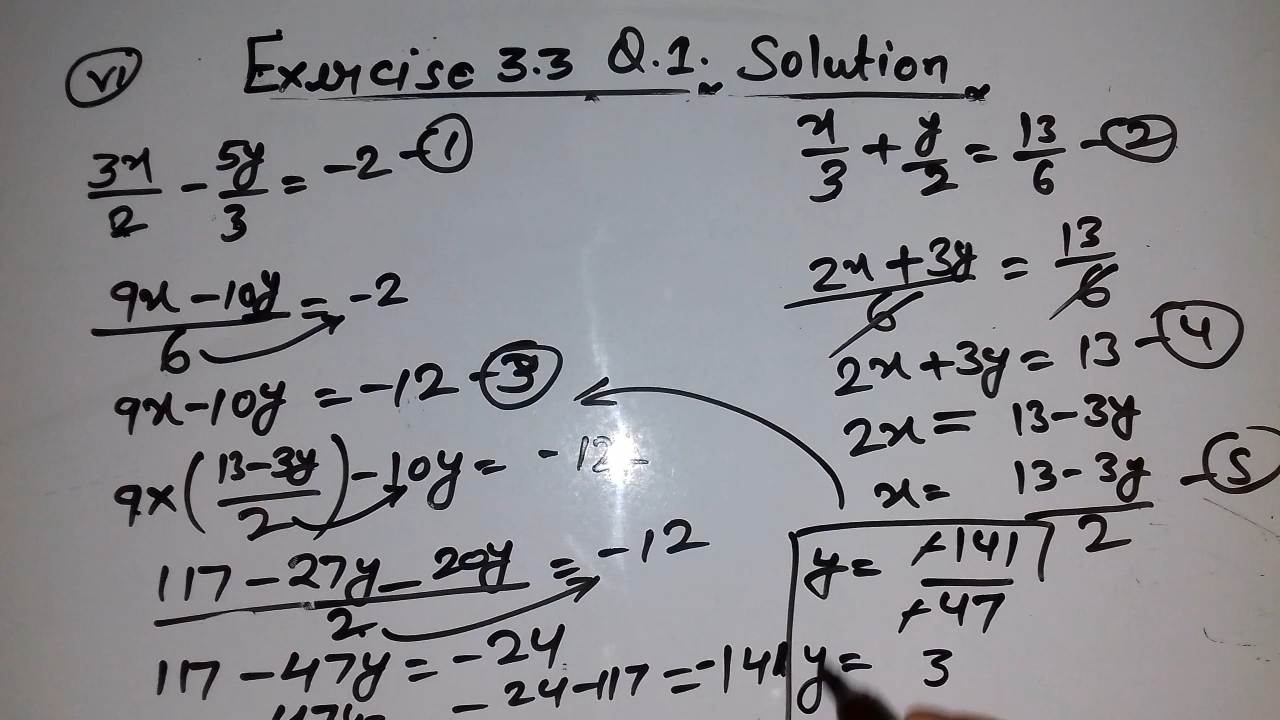 vi Exercise 3.3 Q.1. Solution
3x/2 - 5y/3 = -2 - 1
(9x - 10y)/6 = -2
9x - 10y = -12 - 3
9×((13-3y)/2) - 10y = -12
(117 - 27y - 20y)/2 = -12
117 - 47y = -24
-24-117 = -141
x/3 + y/2 = 13/6 - 2
(2x + 3y)/6 = 13/6
2x + 3y = 13 - 4
2x = 13 - 3y
x = (13 - 3y)/2 - 5
y = -141/-47
y = 3